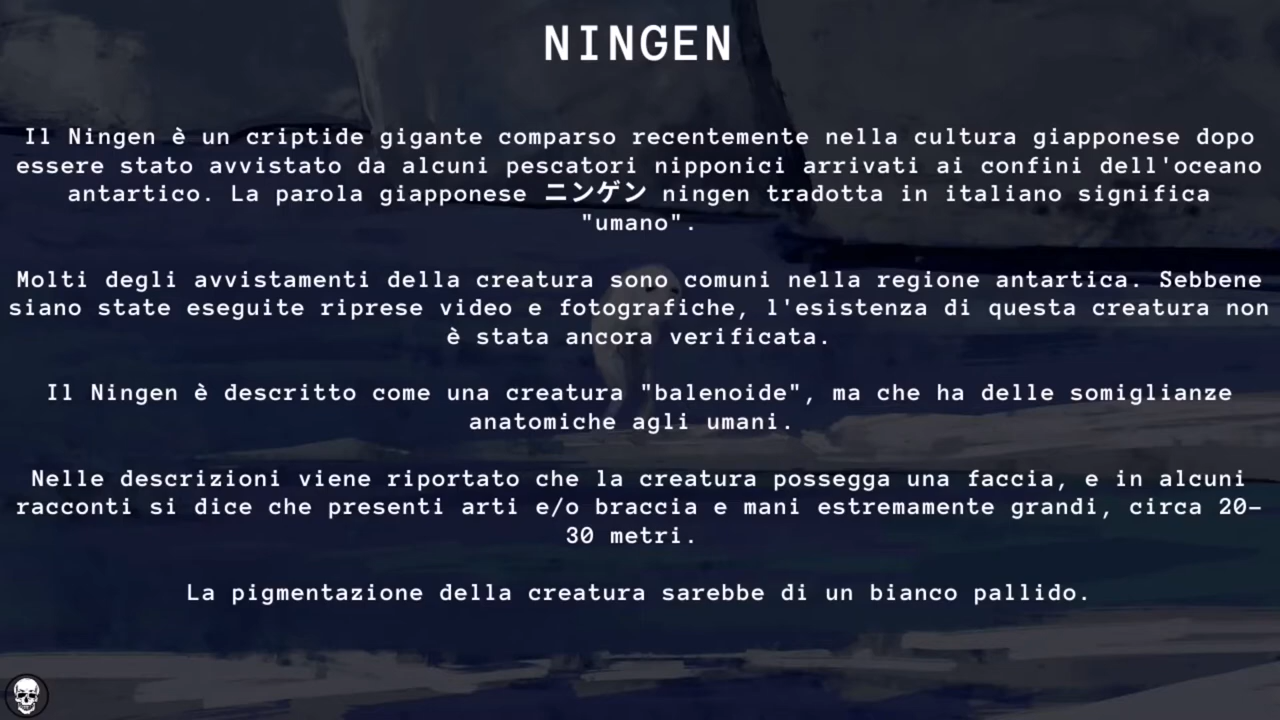 NINGEN
Il Ningen è un criptide gigante comparso recentemente nella cultura giapponese dopo
essere stato avvistato da alcuni pescatori nipponici arrivati ai confini dell'oceano
antartico. La parola giapponese ニンゲン ningen tradotta in italiano significa
"umano".
Molti degli avvistamenti della creatura sono comuni nella regione antartica. Sebbene
siano state eseguite riprese video e fotografiche, l'esistenza di questa creatura non
è stata ancora verificata.
Il Ningen è descritto come una creatura "balenoide", ma che ha delle somiglianze
anatomiche agli umani.
Nelle descrizioni viene riportato che la creatura possegga una faccia, e in alcuni
racconti si dice che presenti arti e/o braccia e mani estremamente grandi, circa 20-
30 metri.
La pigmentazione della creatura sarebbe di un bianco pallido.